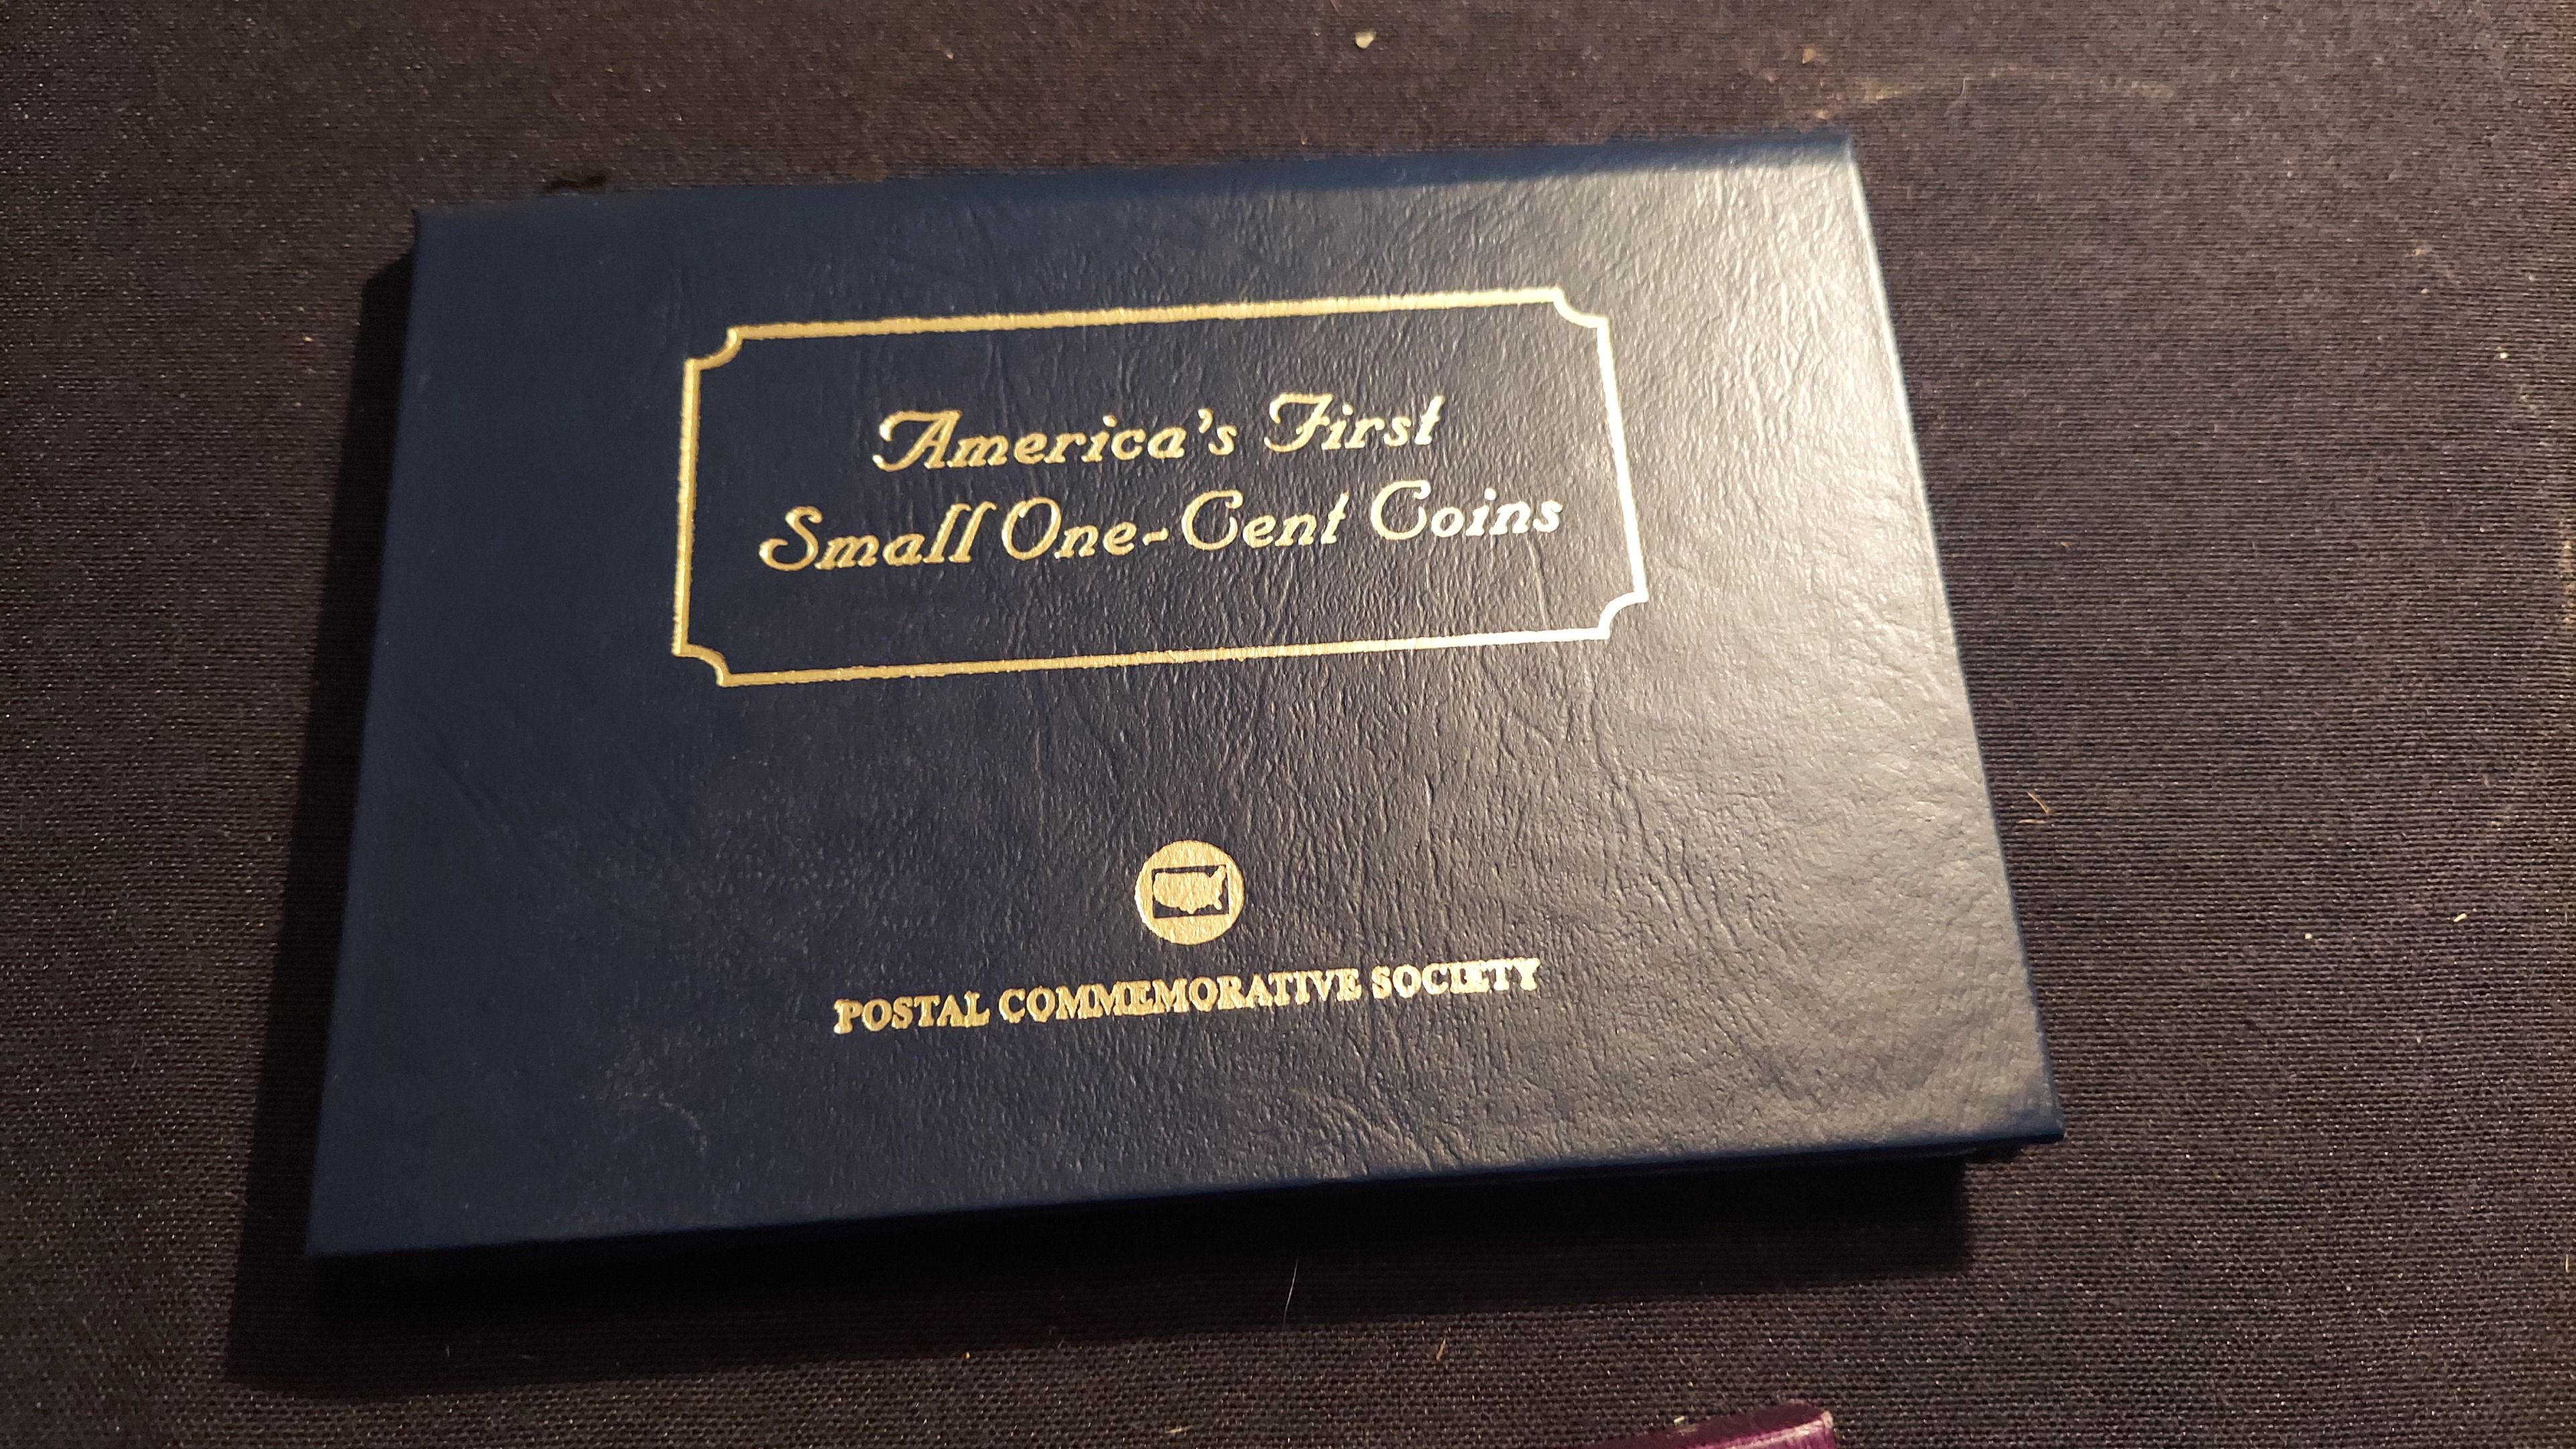 America's First
Small One-Cent Coins
POSTAL COMMEMORATIVE SOCIETY